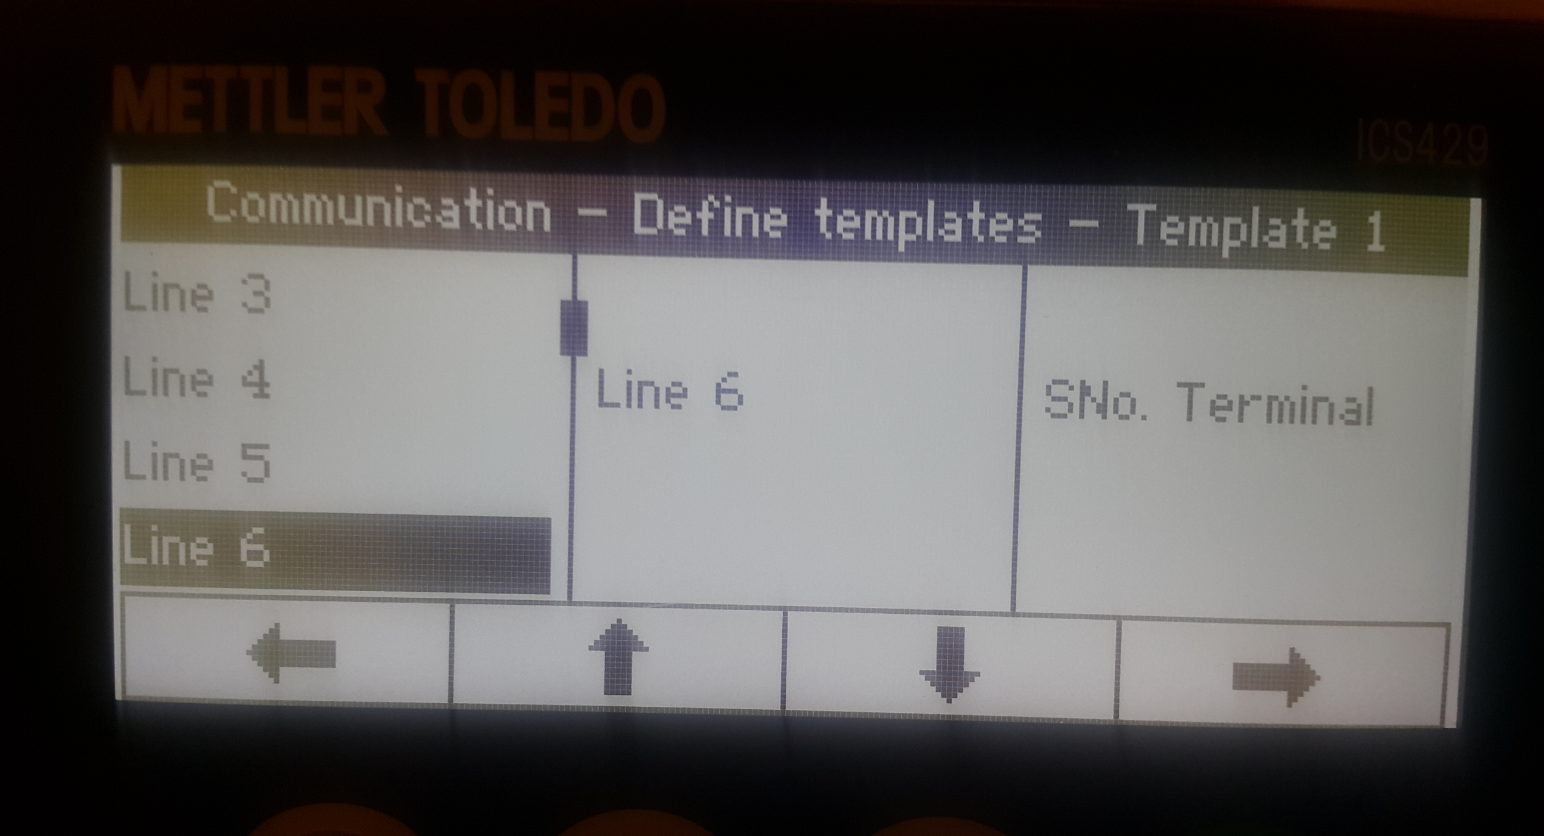 METTLER TOLEDO
ICS429
Communication – Define templates – Template 1
Line 3
Line 4
Line 5
Line 6
Line 6
SNo. Terminal